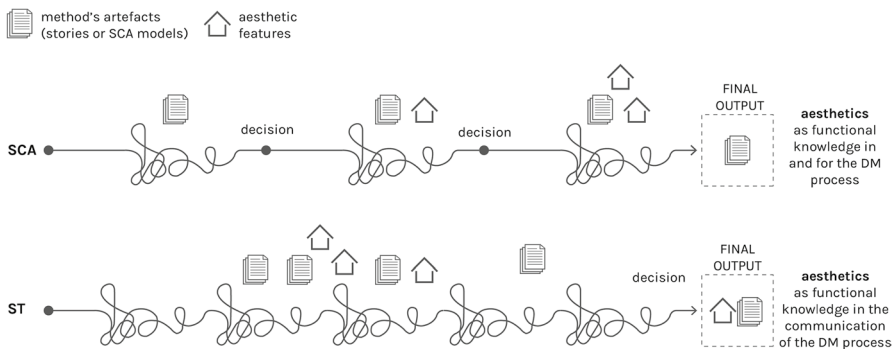 method's artefacts
(stories or SCA models)
aesthetic
features
SCA
decision
decision
FINAL
OUTPUT
aesthetics
as functional
knowledge in
and for the DM
process
ST
decision
FINAL
OUTPUT
aesthetics
as functional
knowledge in the
communication
of the DM process